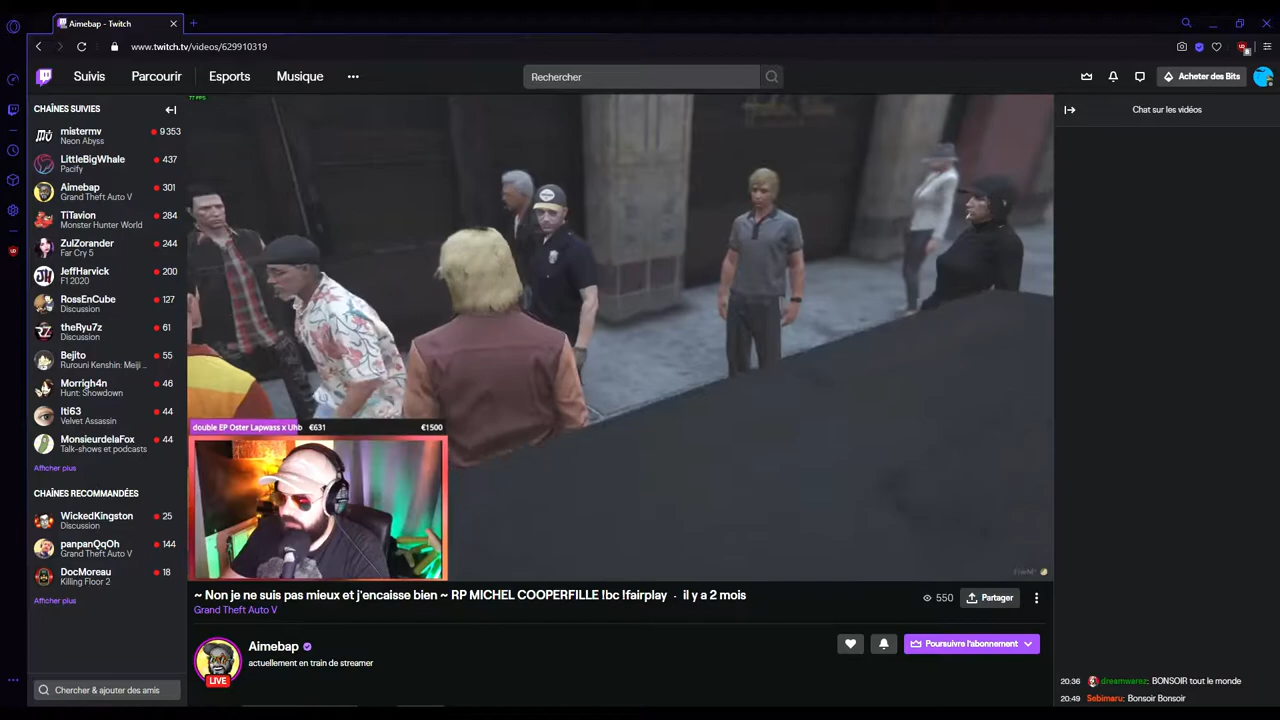 Aimebap - Twitch
www.twitch.tv/videos/629910319
Suivis
Parcourir
Esports
Musique
Rechercher
Acheter des Bits
CHAÎNES SUIVIES
mistermv
9 353
Neon Abyss
LittleBigWhale
437
Pacify
Aimebap
301
Grand Theft Auto V
TiTavion
284
Monster Hunter World
ZulZorander
244
Far Cry 5
JeffHarvick
200
F1 2020
RossEnCube
127
Discussion
theRyu7z
61
Discussion
Bejito
55
Rurouni Kenshin: Meiji ...
Morrigh4n
46
Hunt: Showdown
Iti63
44
Velvet Assassin
MonsieurdelaFox
44
Talk-shows et podcasts
Afficher plus
CHAÎNES RECOMMANDÉES
WickedKingston
25
Discussion
panpanQqOh
144
Grand Theft Auto V
DocMoreau
18
Killing Floor 2
Afficher plus
Chercher & ajouter des amis
77 FPS
double EP Oster Lapwass x Uhb €631 €1500
~ Non je ne suis pas mieux et j'encaisse bien ~ RP MICHEL COOPERFILLE !bc !fairplay · il y a 2 mois
Grand Theft Auto V
550
Partager
Aimebap
actuellement en train de streamer
LIVE
Poursuivre l'abonnement
Chat sur les vidéos
20:36 dreamwarez: BONSOIR tout le monde
20:49 Sebimaru: Bonsoir Bonsoir